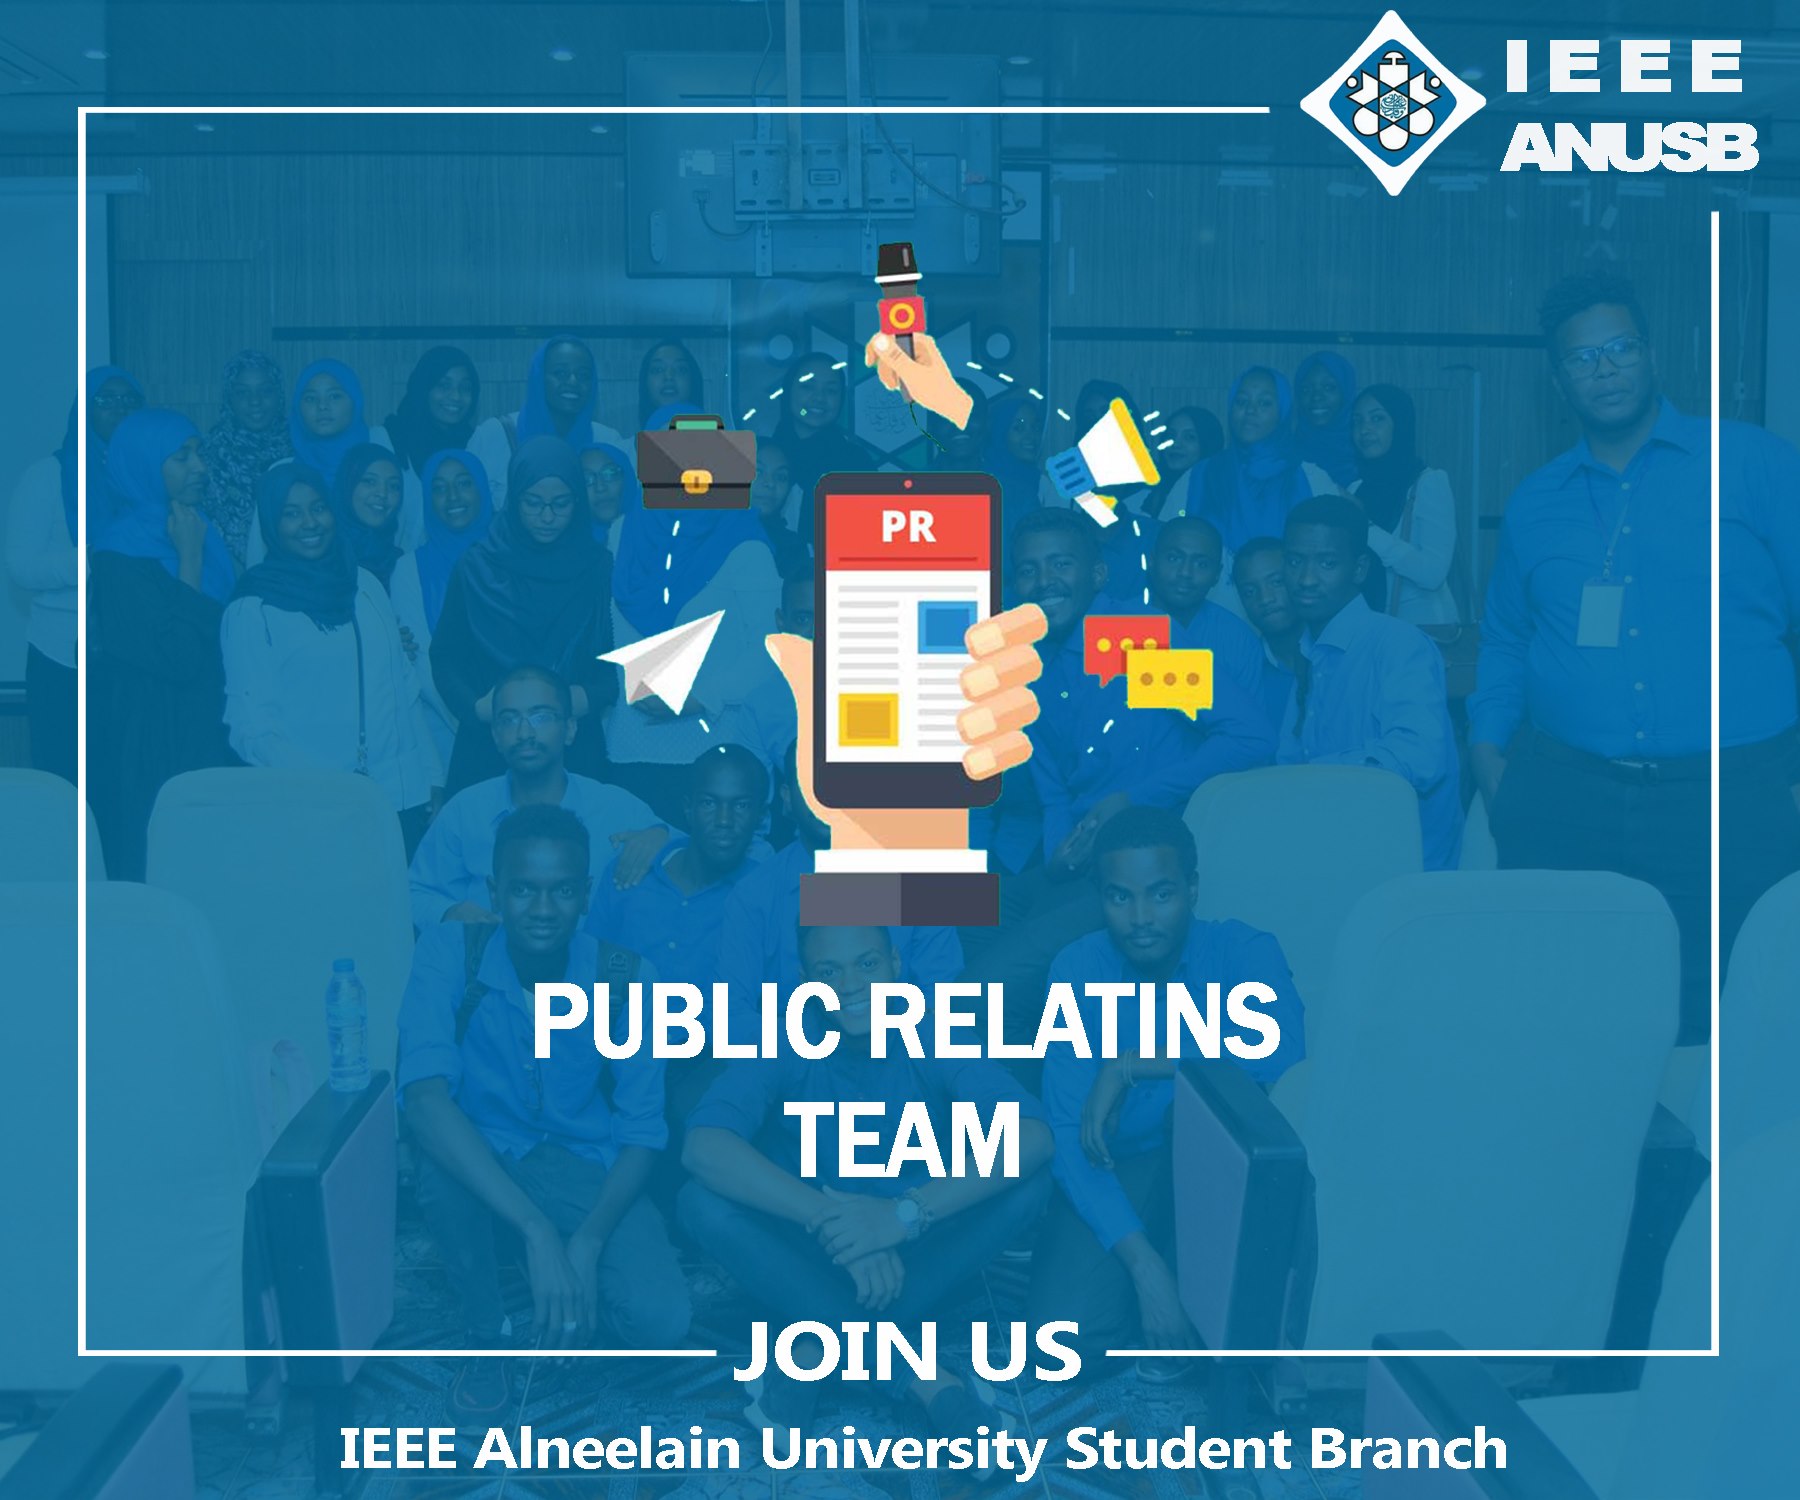 IEEE
ANUSB
PR
PUBLIC RELATINS
TEAM
JOIN US
IEEE Alneelain University Student Branch